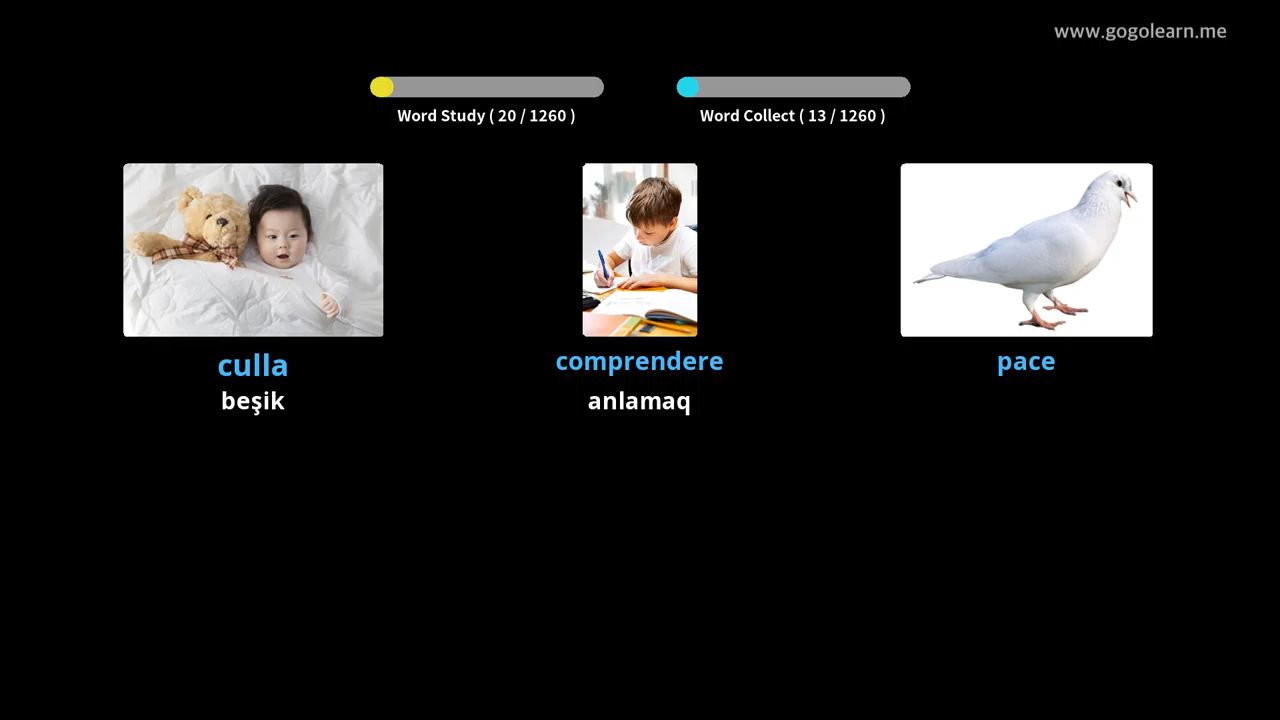 www.gogolearn.me
Word Study ( 20 / 1260 )
Word Collect ( 13 / 1260 )
culla
beşik
comprendere
anlamaq
pace